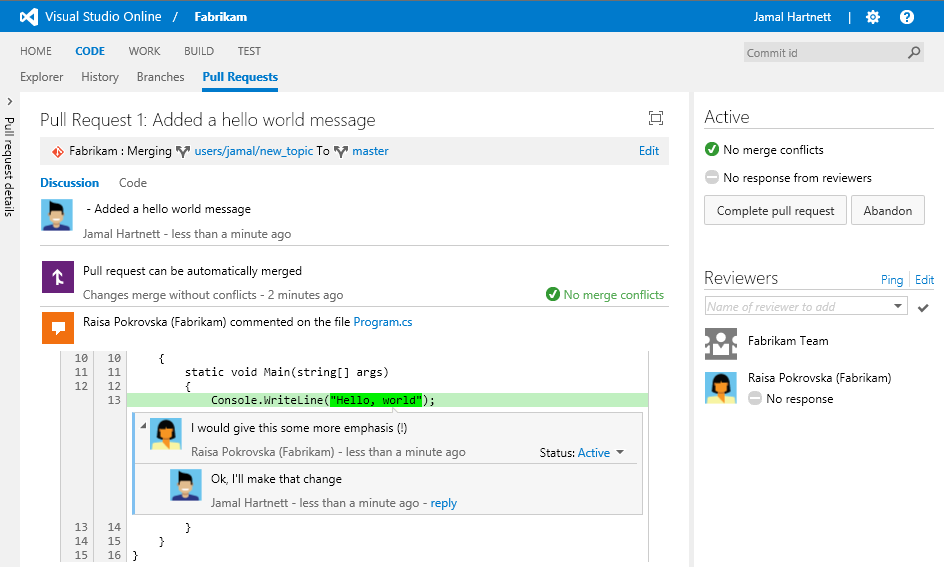 Visual Studio Online / Fabrikam Jamal Hartnett |
HOME CODE WORK BUILD TEST
Commit id
Explorer History Branches Pull Requests
Pull request details
Pull Request 1: Added a hello world message
Fabrikam : Merging users/jamal/new_topic To master Edit
Discussion Code
- Added a hello world message
Jamal Hartnett - less than a minute ago
Pull request can be automatically merged
Changes merge without conflicts - 2 minutes ago No merge conflicts
Raisa Pokrovska (Fabrikam) commented on the file Program.cs
10 10 {
11 11 static void Main(string[] args)
12 12 {
13 Console.WriteLine("Hello, world");
I would give this some more emphasis (!)
Raisa Pokrovska (Fabrikam) - less than a minute ago Status: Active
Ok, I'll make that change
Jamal Hartnett - less than a minute ago - reply
13 14 }
14 15 }
15 16 }
Active
No merge conflicts
No response from reviewers
Complete pull request Abandon
Reviewers Ping Edit
Name of reviewer to add
Fabrikam Team
Raisa Pokrovska (Fabrikam)
No response